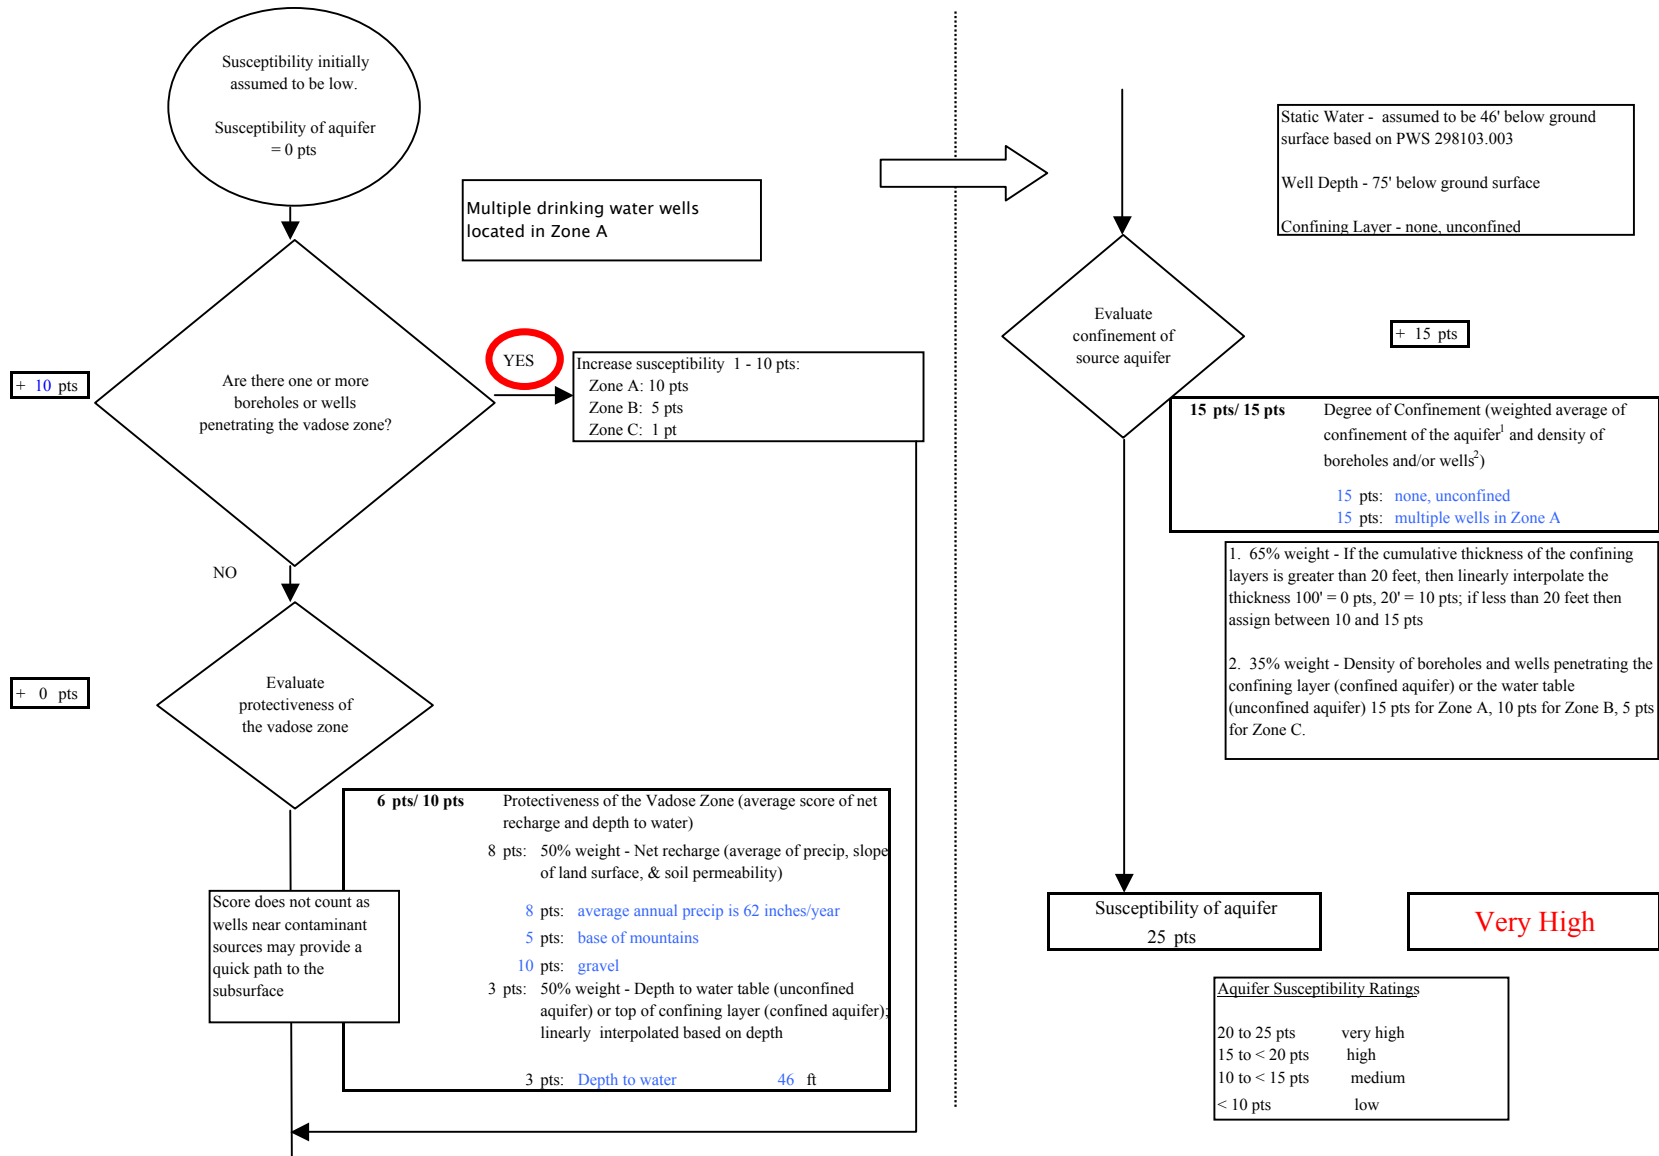 Susceptibility initially
assumed to be low.
Susceptibility of aquifer
= 0 pts
Multiple drinking water wells
located in Zone A
+ 10 pts
Are there one or more
boreholes or wells
penetrating the vadose zone?
YES
Increase susceptibility 1 - 10 pts:
Zone A: 10 pts
Zone B: 5 pts
Zone C: 1 pt
NO
+ 0 pts
Evaluate
protectiveness of
the vadose zone
6 pts/ 10 pts Protectiveness of the Vadose Zone (average score of net
recharge and depth to water)
8 pts: 50% weight - Net recharge (average of precip, slope
of land surface, & soil permeability)
8 pts: average annual precip is 62 inches/year
5 pts: base of mountains
10 pts: gravel
3 pts: 50% weight - Depth to water table (unconfined
aquifer) or top of confining layer (confined aquifer);
linearly interpolated based on depth
3 pts: Depth to water 46 ft
Score does not count as
wells near contaminant
sources may provide a
quick path to the
subsurface
Static Water - assumed to be 46' below ground
surface based on PWS 298103.003
Well Depth - 75' below ground surface
Confining Layer - none, unconfined
Evaluate
confinement of
source aquifer
+ 15 pts
15 pts/ 15 pts Degree of Confinement (weighted average of
confinement of the aquifer1 and density of
boreholes and/or wells2)
15 pts: none, unconfined
15 pts: multiple wells in Zone A
1. 65% weight - If the cumulative thickness of the confining
layers is greater than 20 feet, then linearly interpolate the
thickness 100' = 0 pts, 20' = 10 pts; if less than 20 feet then
assign between 10 and 15 pts
2. 35% weight - Density of boreholes and wells penetrating the
confining layer (confined aquifer) or the water table
(unconfined aquifer) 15 pts for Zone A, 10 pts for Zone B, 5 pts
for Zone C.
Susceptibility of aquifer
25 pts
Very High
Aquifer Susceptibility Ratings
20 to 25 pts very high
15 to < 20 pts high
10 to < 15 pts medium
< 10 pts low